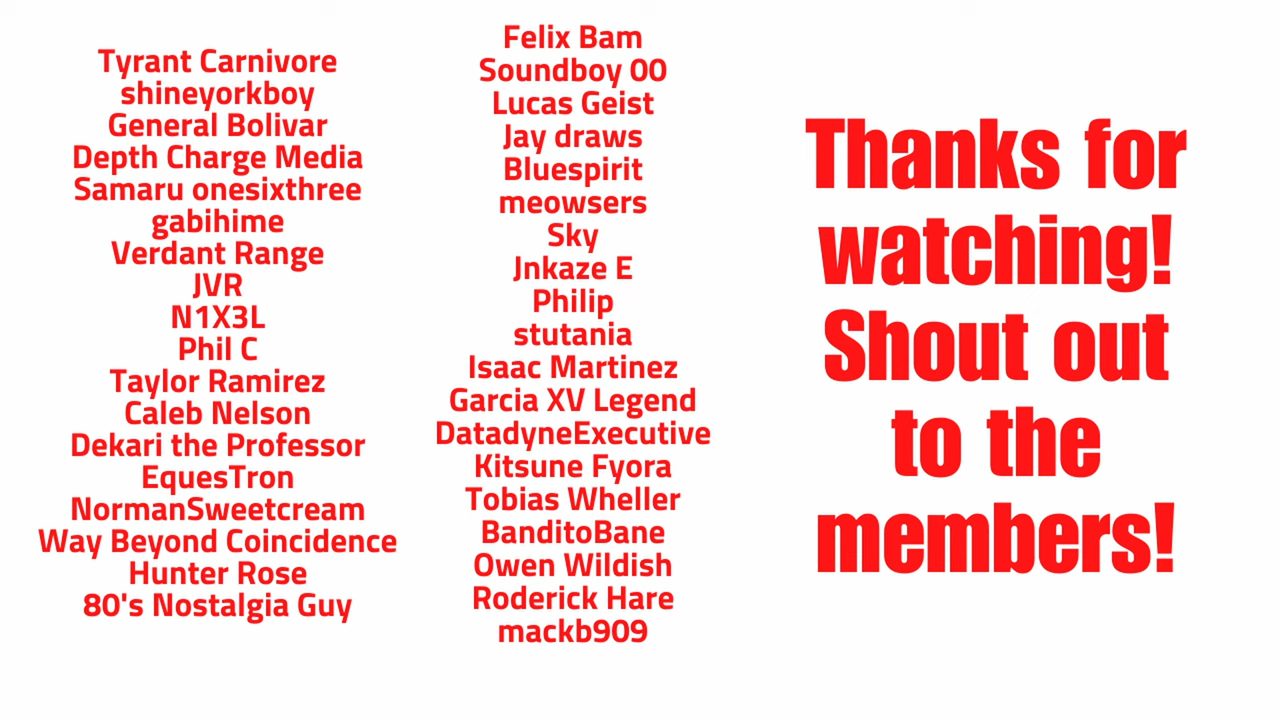 Tyrant Carnivore
shineyorkboy
General Bolivar
Depth Charge Media
Samaru onesixthree
gabihime
Verdant Range
JVR
N1X3L
Phil C
Taylor Ramirez
Caleb Nelson
Dekari the Professor
EquesTron
NormanSweetcream
Way Beyond Coincidence
Hunter Rose
80's Nostalgia Guy
Felix Bam
Soundboy 00
Lucas Geist
Jay draws
Bluespirit
meowsers
Sky
Jnkaze E
Philip
stutania
Isaac Martinez
Garcia XV Legend
DatadyneExecutive
Kitsune Fyora
Tobias Wheller
BanditoBane
Owen Wildish
Roderick Hare
mackb909
Thanks for
watching!
Shout out
to the
members!